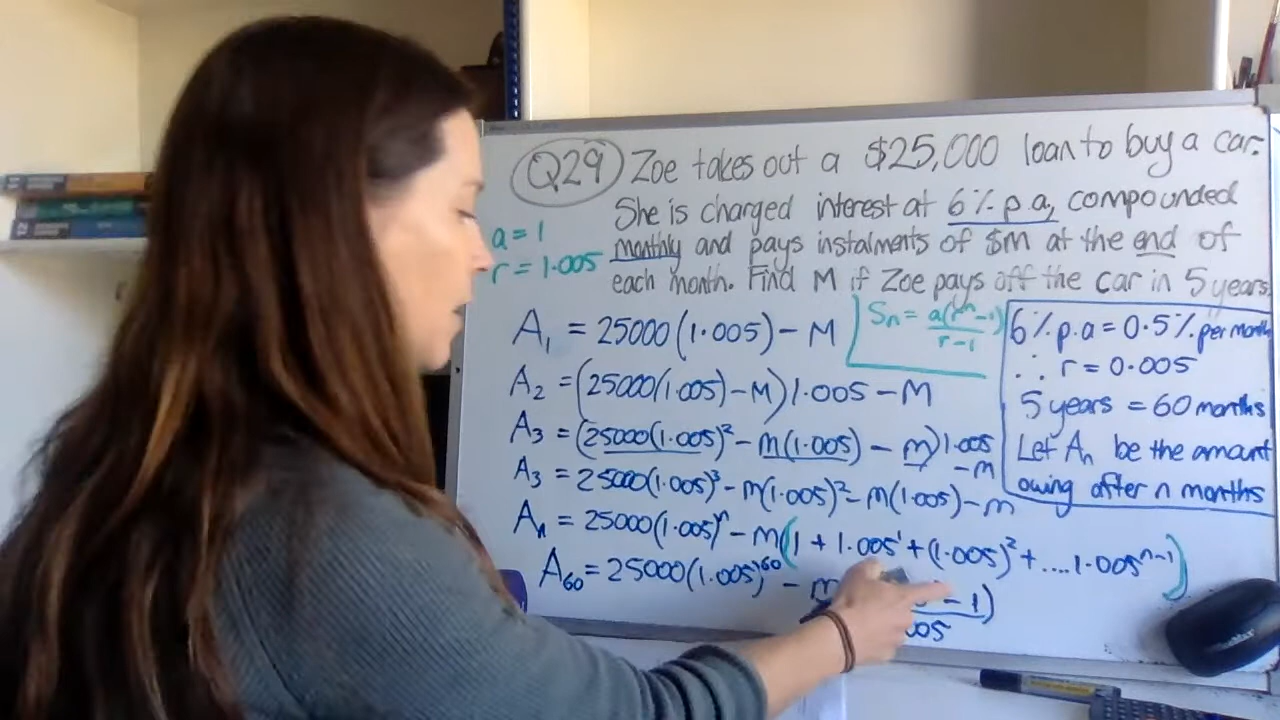 Q29 Zoe takes out a $25,000 loan to buy a car.
She is charged interest at 6% p.a, compounded
monthly and pays instalments of $M at the end of
each month. Find M if Zoe pays off the car in 5 years.
a = 1
r = 1.005
Sn = a(rⁿ-1)
r-1
6% p.a = 0.5% per month
∴ r = 0.005
5 years = 60 months
Let An be the amount
owing after n months
A₁ = 25000(1.005) - M
A₂ = (25000(1.005) - M)1.005 - M
A₃ = (25000(1.005)² - m(1.005) - m)1.005
- m
A₃ = 25000(1.005)³ - m(1.005)² - m(1.005) - m
An = 25000(1.005)ⁿ - m(1 + 1.005¹ + (1.005)² + .... 1.005ⁿ⁻¹)
A₆₀ = 25000(1.005)⁶⁰ - m
- 1)